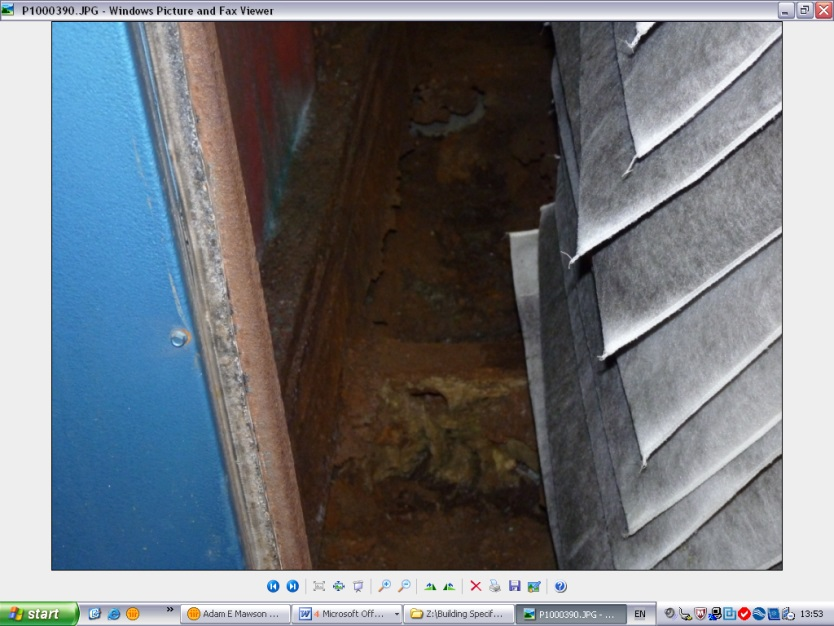 P1000390.JPG - Windows Picture and Fax Viewer
start
Adam E Mawson ...
4 Microsoft Off...
Z:\Building Specif...
P1000390.JPG - ...
EN
13:53